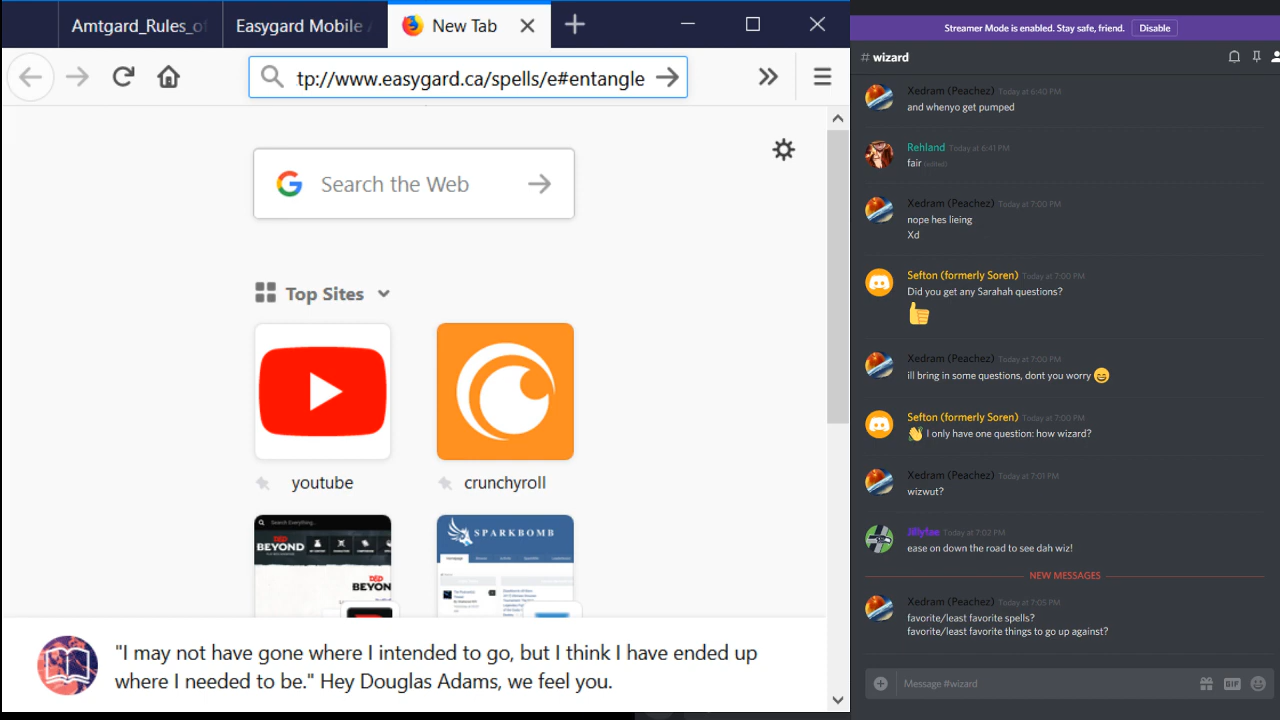 Amtgard_Rules_of
Easygard Mobile
New Tab
tp://www.easygard.ca/spells/e#entangle
Search the Web
Top Sites
youtube
crunchyroll
Search Everything...
BEYOND
BEYON
SPARKBOMB
"I may not have gone where I intended to go, but I think I have ended up
where I needed to be." Hey Douglas Adams, we feel you.
Streamer Mode is enabled. Stay safe, friend. Disable
# wizard
Xedram (Peachez) Today at 6:40 PM
and whenyo get pumped
Rehland Today at 6:41 PM
fair (edited)
Xedram (Peachez) Today at 7:00 PM
nope hes lieing
Xd
Sefton (formerly Soren) Today at 7:00 PM
Did you get any Sarahah questions?
Xedram (Peachez) Today at 7:00 PM
ill bring in some questions, dont you worry
Sefton (formerly Soren) Today at 7:00 PM
I only have one question: how wizard?
Xedram (Peachez) Today at 7:01 PM
wizwut?
Jillyfae Today at 7:02 PM
ease on down the road to see dah wiz!
NEW MESSAGES
Xedram (Peachez) Today at 7:05 PM
favorite/least favorite spells?
favorite/least favorite things to go up against?
Message #wizard
GIF